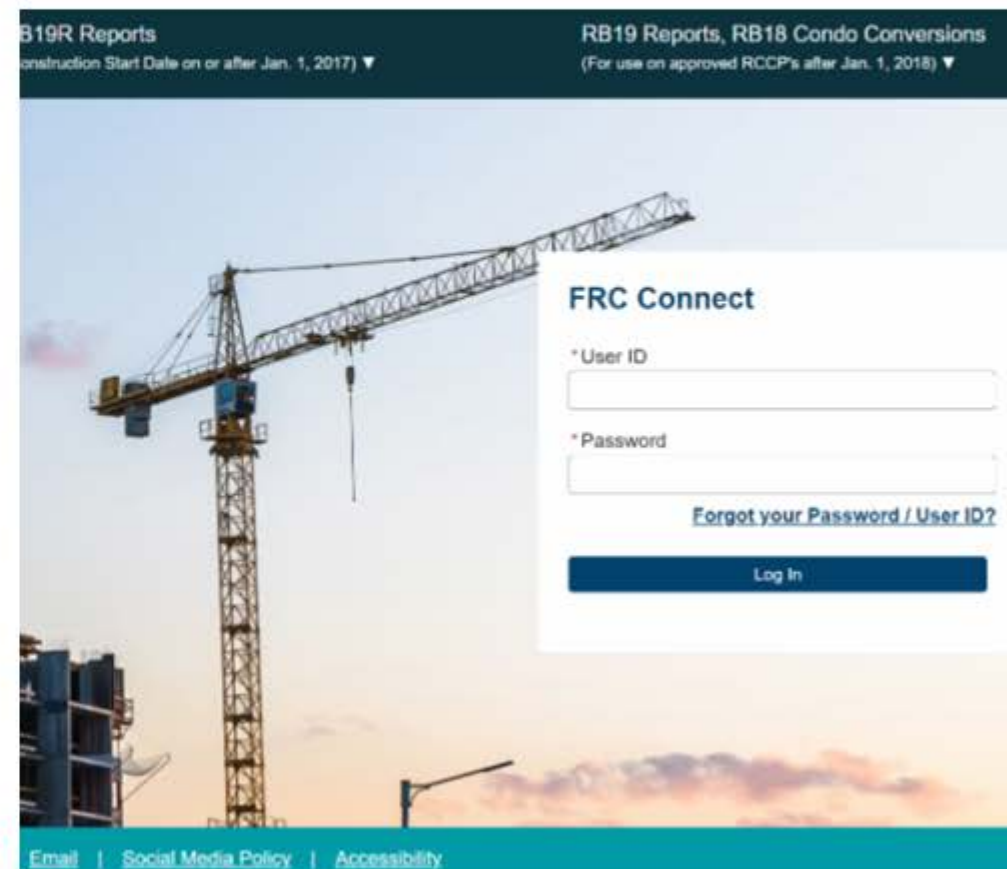 B19R Reports
onstruction Start Date on or after Jan. 1, 2017) ▼
RB19 Reports, RB18 Condo Conversions
(For use on approved RCCP's after Jan. 1, 2018) ▼
FRC Connect
*User ID
*Password
Forgot your Password / User ID?
Log In
Email | Social Media Policy | Accessibility